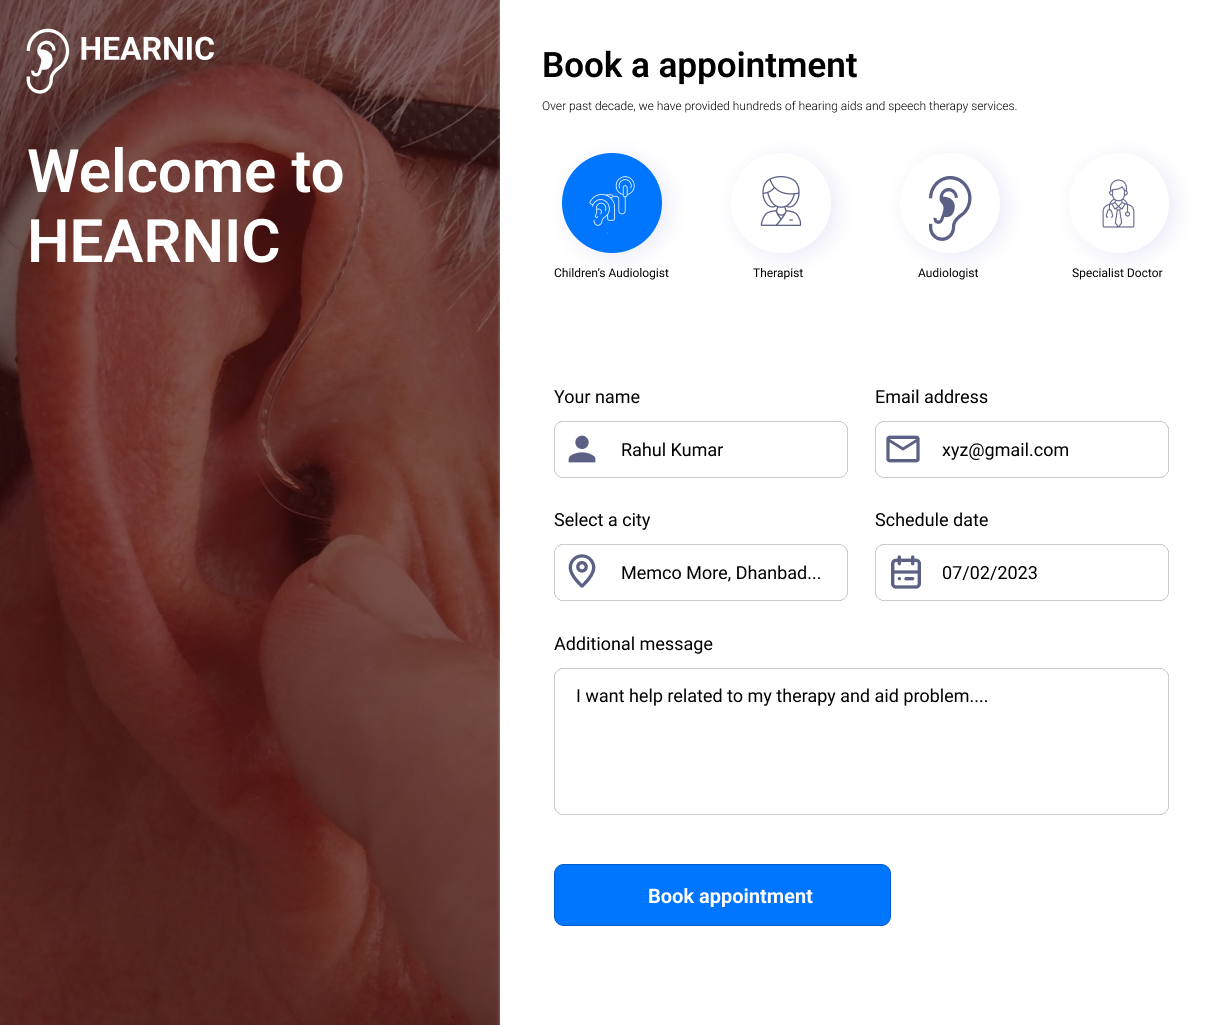 HEARNIC
Welcome to
HEARNIC
Book a appointment
Over past decade, we have provided hundreds of hearing aids and speech therapy services.
Children's Audiologist
Therapist
Audiologist
Specialist Doctor
Your name
Email address
Rahul Kumar
xyz@gmail.com
Select a city
Schedule date
Memco More, Dhanbad...
07/02/2023
Additional message
I want help related to my therapy and aid problem....
Book appointment